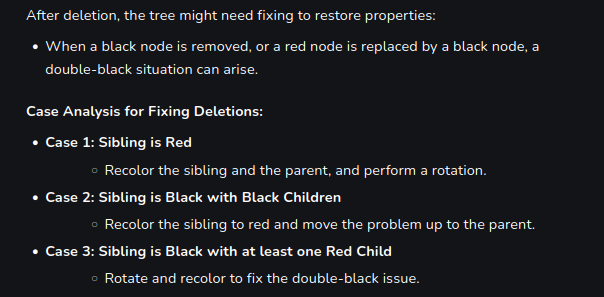 After deletion, the tree might need fixing to restore properties:
• When a black node is removed, or a red node is replaced by a black node, a
double-black situation can arise.
Case Analysis for Fixing Deletions:
• Case 1: Sibling is Red
○ Recolor the sibling and the parent, and perform a rotation.
• Case 2: Sibling is Black with Black Children
○ Recolor the sibling to red and move the problem up to the parent.
• Case 3: Sibling is Black with at least one Red Child
○ Rotate and recolor to fix the double-black issue.